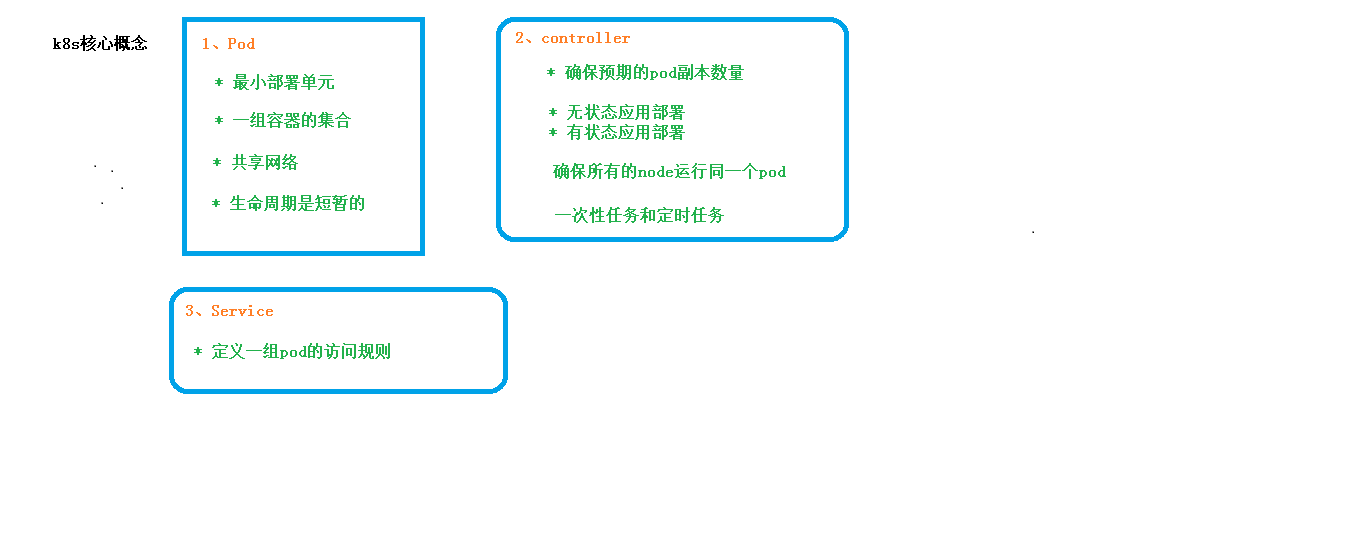 k8s核心概念
1、Pod
* 最小部署单元
* 一组容器的集合
* 共享网络
* 生命周期是短暂的
2、controller
* 确保预期的pod副本数量
* 无状态应用部署
* 有状态应用部署
确保所有的node运行同一个pod
一次性任务和定时任务
3、Service
* 定义一组pod的访问规则